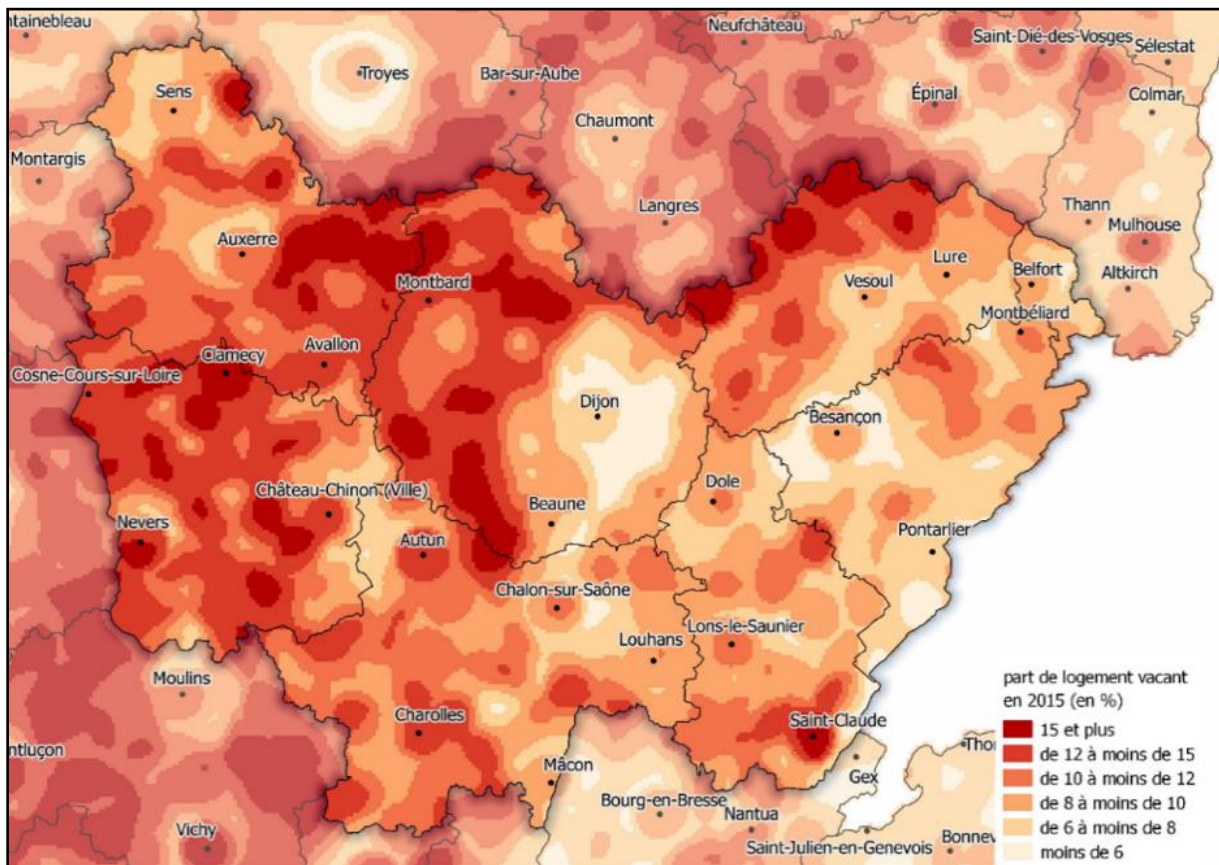 ntainebleau
Neufchâteau
Saint-Dié-des-Vosges
Sélestat
Troyes
Bar-sur-Aube
Sens
Épinal
Colmar
Chaumont
Montargis
Langres
Thann
Mulhouse
Auxerre
Lure
Belfort
Altkirch
Montbard
Vesoul
Montbéliard
Avallon
Clamecy
Cosne-Cours-sur-Loire
Dijon
Besançon
Dole
Château-Chinon (Ville)
Beaune
Nevers
Autun
Pontarlier
Chalon-sur-Saône
Louhans
Lons-le-Saunier
Moulins
Charolles
Saint-Claude
ntluçon
Mâcon
Gex
Thor
Bourg-en-Bresse
Nantua
Vichy
Saint-Julien-en-Genevois
Bonnev
part de logement vacant
en 2015 (en %)
15 et plus
de 12 à moins de 15
de 10 à moins de 12
de 8 à moins de 10
de 6 à moins de 8
moins de 6